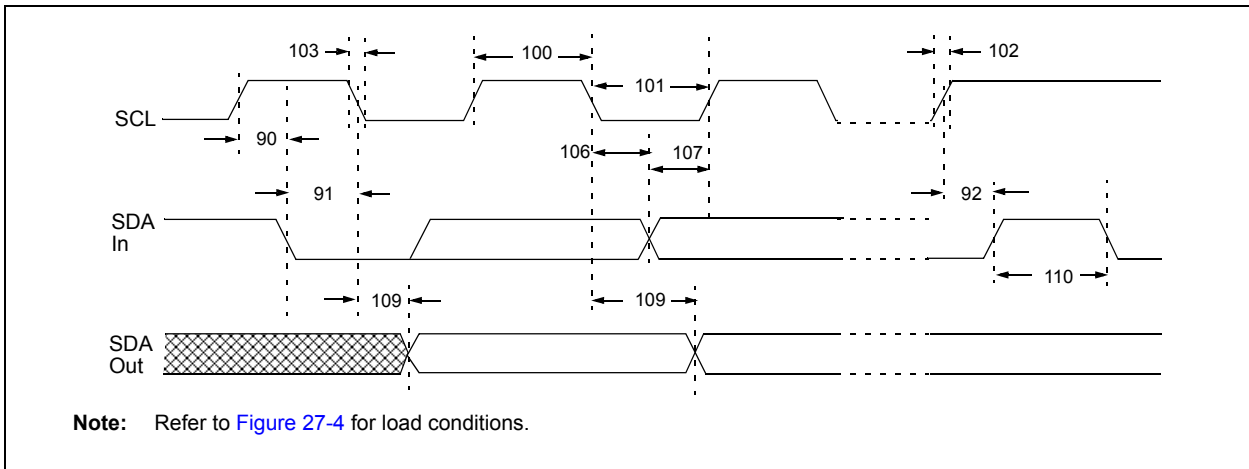 103
100
102
101
SCL
90
106
107
91
92
SDA
In
110
109
109
SDA
Out
Note: Refer to Figure 27-4 for load conditions.